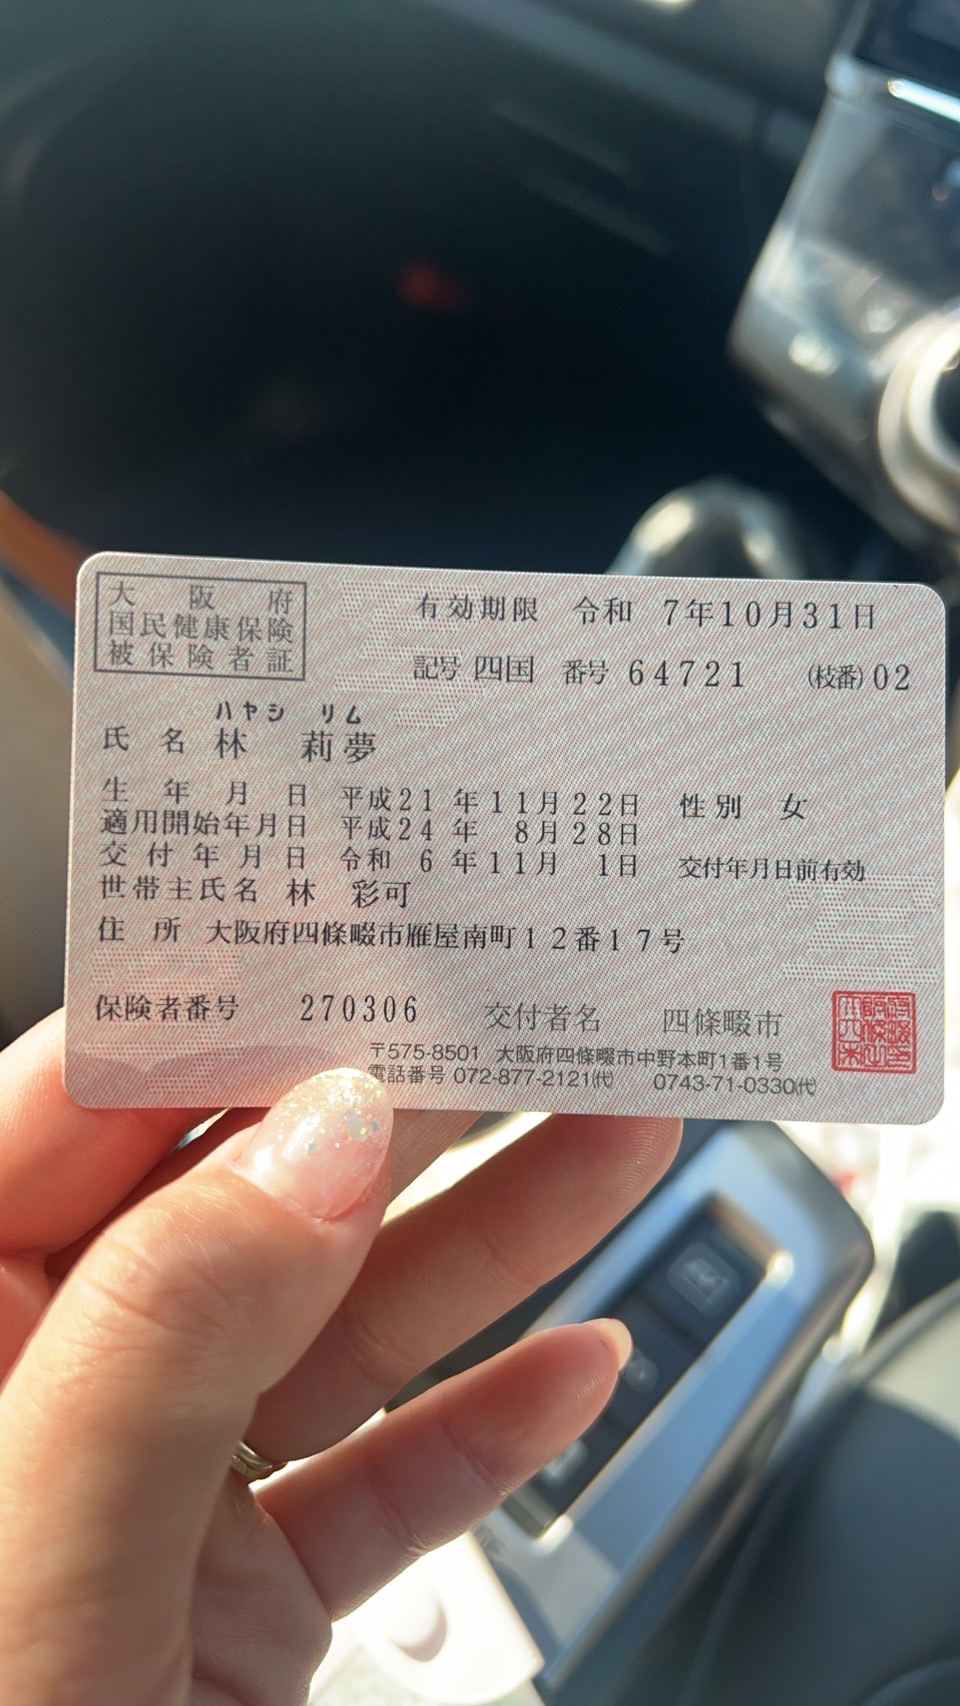 大阪府
国民健康保険
被保険者証
有効期限 令和 7年10月31日
記号 四国 番号 64721 (枝番) 02
ハヤシ リム
氏名 林 莉夢
生年月日 平成21年11月22日 性別 女
適用開始年月日 平成24年 8月28日
交付年月日 令和 6年11月 1日 交付年月日前有効
世帯主氏名 林 彩可
住所 大阪府四條畷市雁屋南町12番17号
保険者番号 270306 交付者名 四條畷市
〒575-8501 大阪府四條畷市中野本町1番1号
電話番号 072-877-2121(代) 0743-71-0330(代)